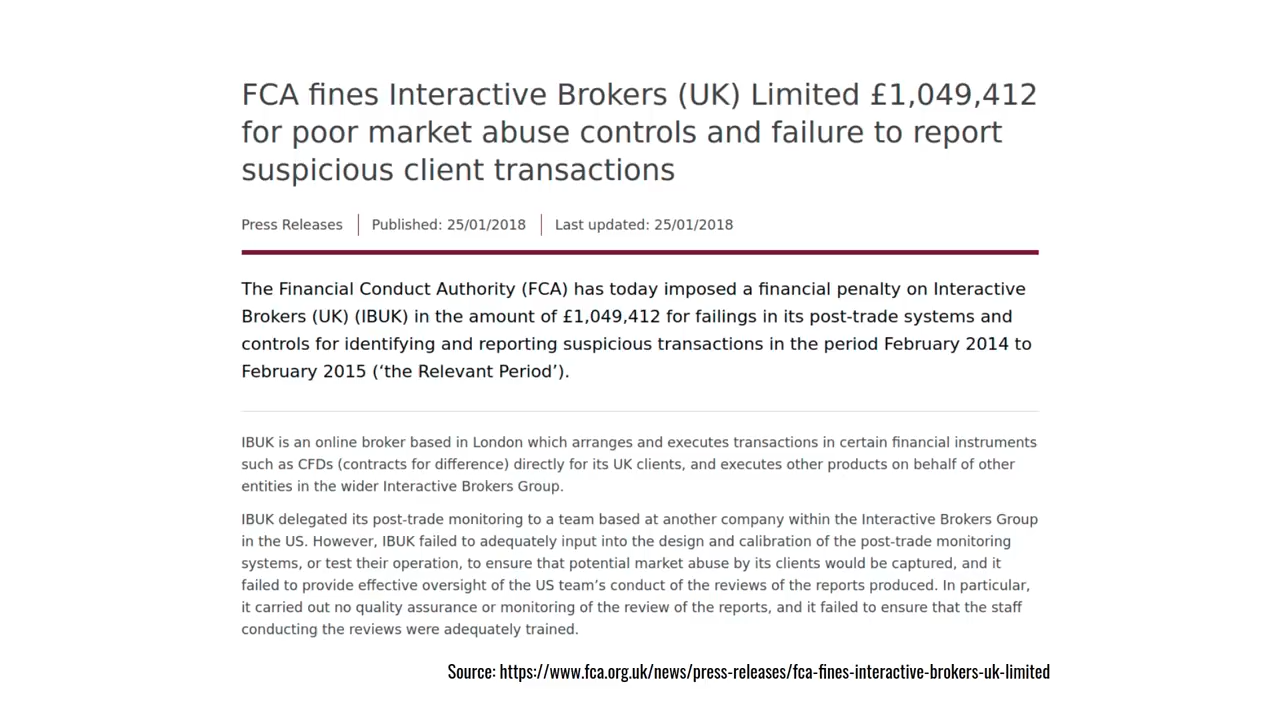 FCA fines Interactive Brokers (UK) Limited £1,049,412
for poor market abuse controls and failure to report
suspicious client transactions
Press Releases | Published: 25/01/2018 | Last updated: 25/01/2018
The Financial Conduct Authority (FCA) has today imposed a financial penalty on Interactive
Brokers (UK) (IBUK) in the amount of £1,049,412 for failings in its post-trade systems and
controls for identifying and reporting suspicious transactions in the period February 2014 to
February 2015 (‘the Relevant Period’).
IBUK is an online broker based in London which arranges and executes transactions in certain financial instruments
such as CFDs (contracts for difference) directly for its UK clients, and executes other products on behalf of other
entities in the wider Interactive Brokers Group.
IBUK delegated its post-trade monitoring to a team based at another company within the Interactive Brokers Group
in the US. However, IBUK failed to adequately input into the design and calibration of the post-trade monitoring
systems, or test their operation, to ensure that potential market abuse by its clients would be captured, and it
failed to provide effective oversight of the US team’s conduct of the reviews of the reports produced. In particular,
it carried out no quality assurance or monitoring of the review of the reports, and it failed to ensure that the staff
conducting the reviews were adequately trained.
Source: https://www.fca.org.uk/news/press-releases/fca-fines-interactive-brokers-uk-limited